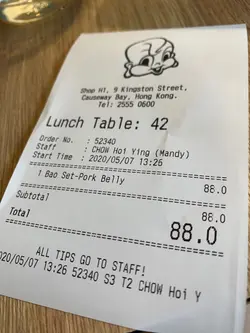 Shop H1, 9 Kingston Street,
Causeway Bay, Hong Kong.
Tel: 2555 0600
Lunch Table: 42
Order No. : 52340
Staff : CHOW Hoi Ying (Mandy)
Start Time : 2020/05/07 13:26
1 Bao Set-Pork Belly 88.0
Subtotal 88.0
Total 88.0
ALL TIPS GO TO STAFF!
2020/05/07 13:26 52340 S3 T2 CHOW Hoi Y